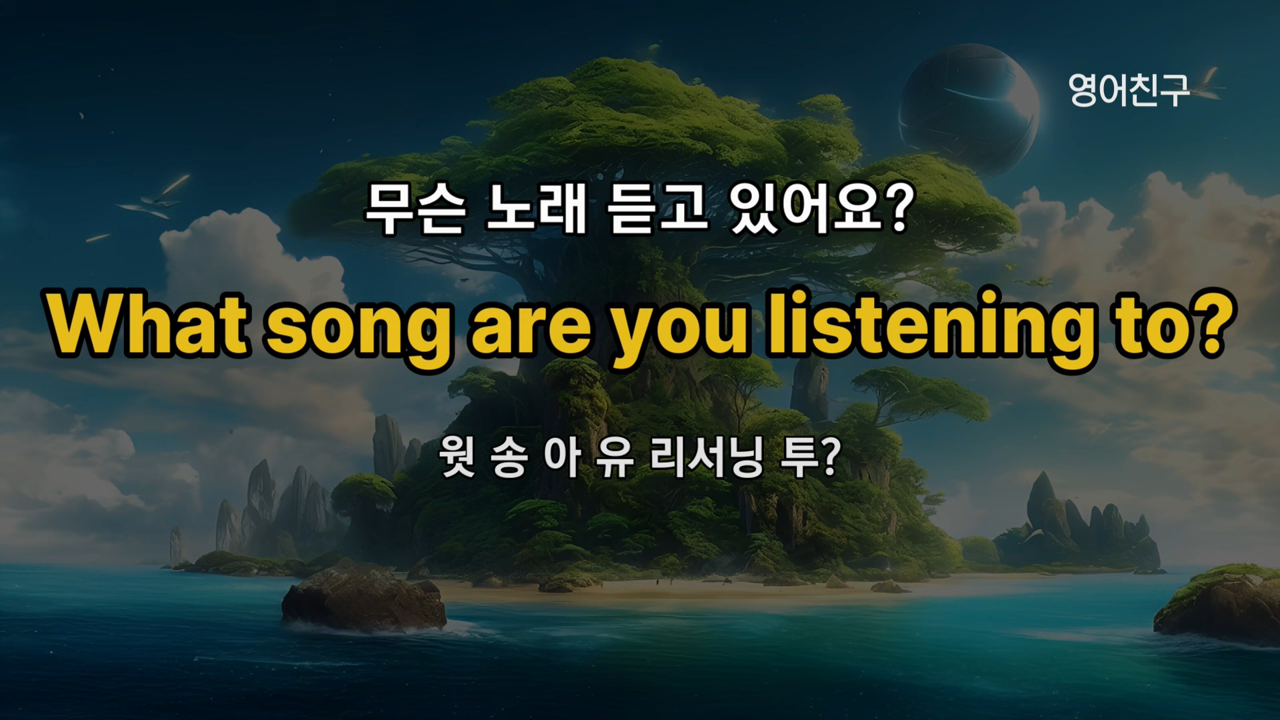 영어친구
무슨 노래 듣고 있어요?
What song are you listening to?
웟 송 아 유 리서닝 투?